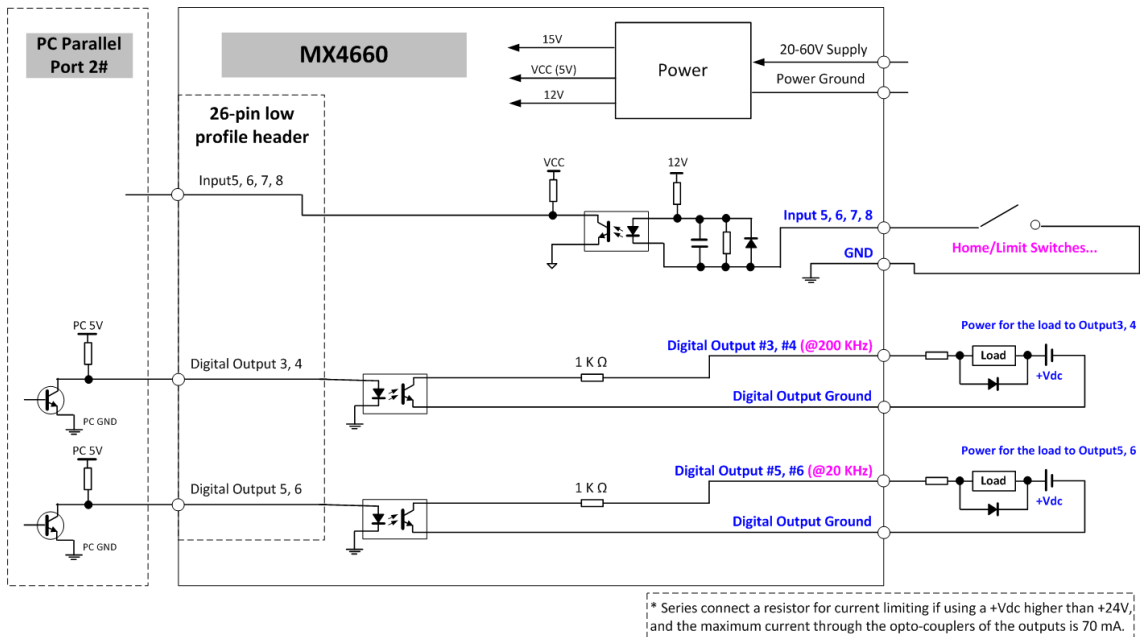 PC Parallel
Port 2#
MX4660
15V
VCC (5V)
12V
Power
20-60V Supply
Power Ground
26-pin low
profile header
Input5, 6, 7, 8
VCC
12V
Input 5, 6, 7, 8
GND
Home/Limit Switches...
PC 5V
Digital Output 3, 4
PC GND
1 K Ω
Digital Output #3, #4 (@200 KHz)
Digital Output Ground
Power for the load to Output3, 4
Load
+Vdc
PC 5V
Digital Output 5, 6
PC GND
1 K Ω
Digital Output #5, #6 (@20 KHz)
Digital Output Ground
Power for the load to Output5, 6
Load
+Vdc
* Series connect a resistor for current limiting if using a +Vdc higher than +24V,
and the maximum current through the opto-couplers of the outputs is 70 mA.